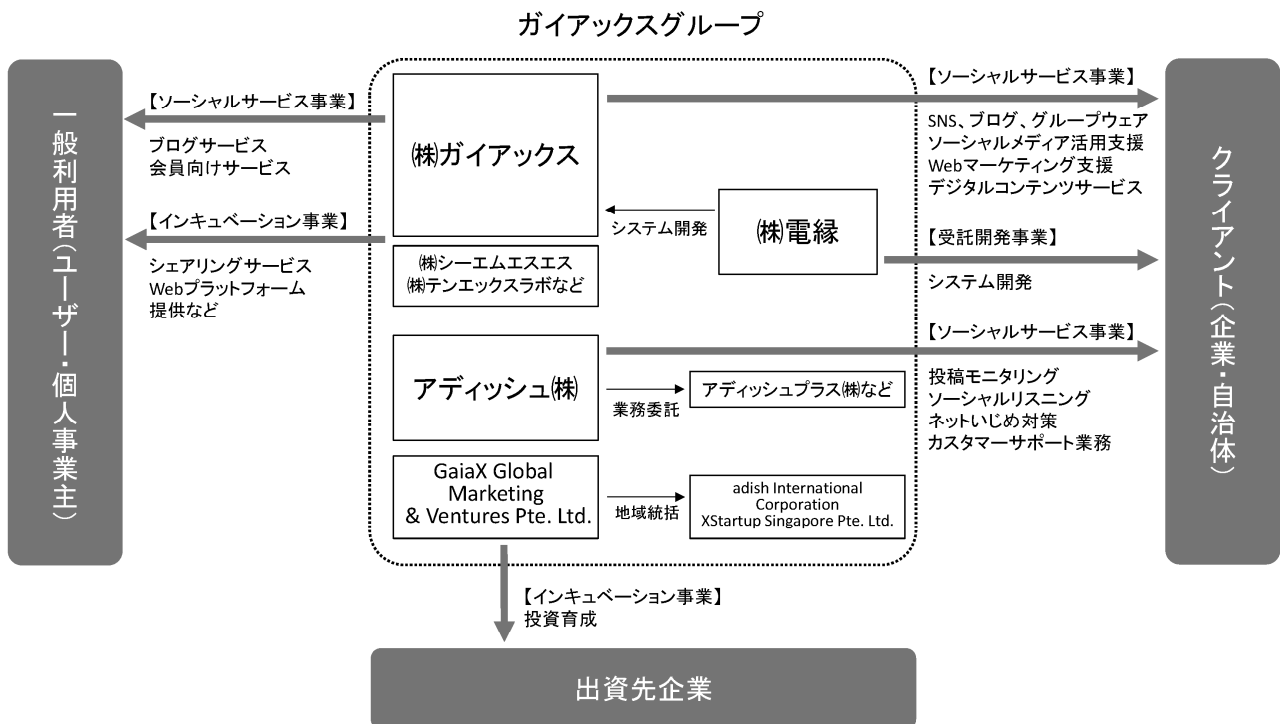 ガイアックスグループ
一般利用者(ユーザー・個人事業主)
【ソーシャルサービス事業】
ブログサービス
会員向けサービス
【インキュベーション事業】
シェアリングサービス
Webプラットフォーム
提供など
㈱ガイアックス
㈱シーエムエスエス
㈱テンエックスラボなど
システム開発
㈱電縁
アディッシュ㈱
業務委託
アディッシュプラス㈱など
GaiaX Global
Marketing
& Ventures Pte. Ltd.
地域統括
adish International
Corporation
XStartup Singapore Pte. Ltd.
【ソーシャルサービス事業】
SNS、ブログ、グループウェア
ソーシャルメディア活用支援
Webマーケティング支援
デジタルコンテンツサービス
【受託開発事業】
システム開発
【ソーシャルサービス事業】
投稿モニタリング
ソーシャルリスニング
ネットいじめ対策
カスタマーサポート業務
クライアント(企業・自治体)
【インキュベーション事業】
投資育成
出資先企業